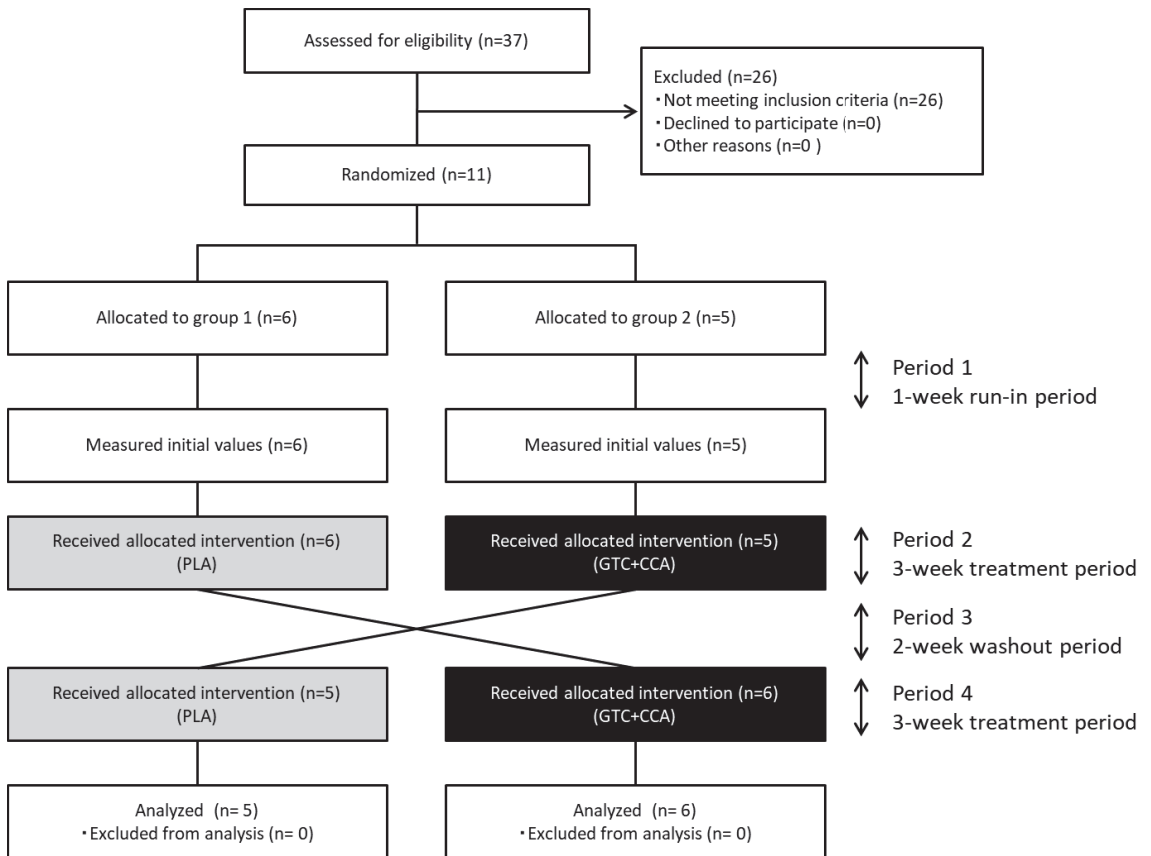 Assessed for eligibility (n=37)
Excluded (n=26)
・Not meeting inclusion criteria (n=26)
・Declined to participate (n=0)
・Other reasons (n=0 )
Randomized (n=11)
Allocated to group 1 (n=6)
Allocated to group 2 (n=5)
Period 1
1-week run-in period
Measured initial values (n=6)
Measured initial values (n=5)
Received allocated intervention (n=6)
(PLA)
Received allocated intervention (n=5)
(GTC+CCA)
Period 2
3-week treatment period
Period 3
2-week washout period
Received allocated intervention (n=5)
(PLA)
Received allocated intervention (n=6)
(GTC+CCA)
Period 4
3-week treatment period
Analyzed (n= 5)
・Excluded from analysis (n= 0)
Analyzed (n= 6)
・Excluded from analysis (n= 0)